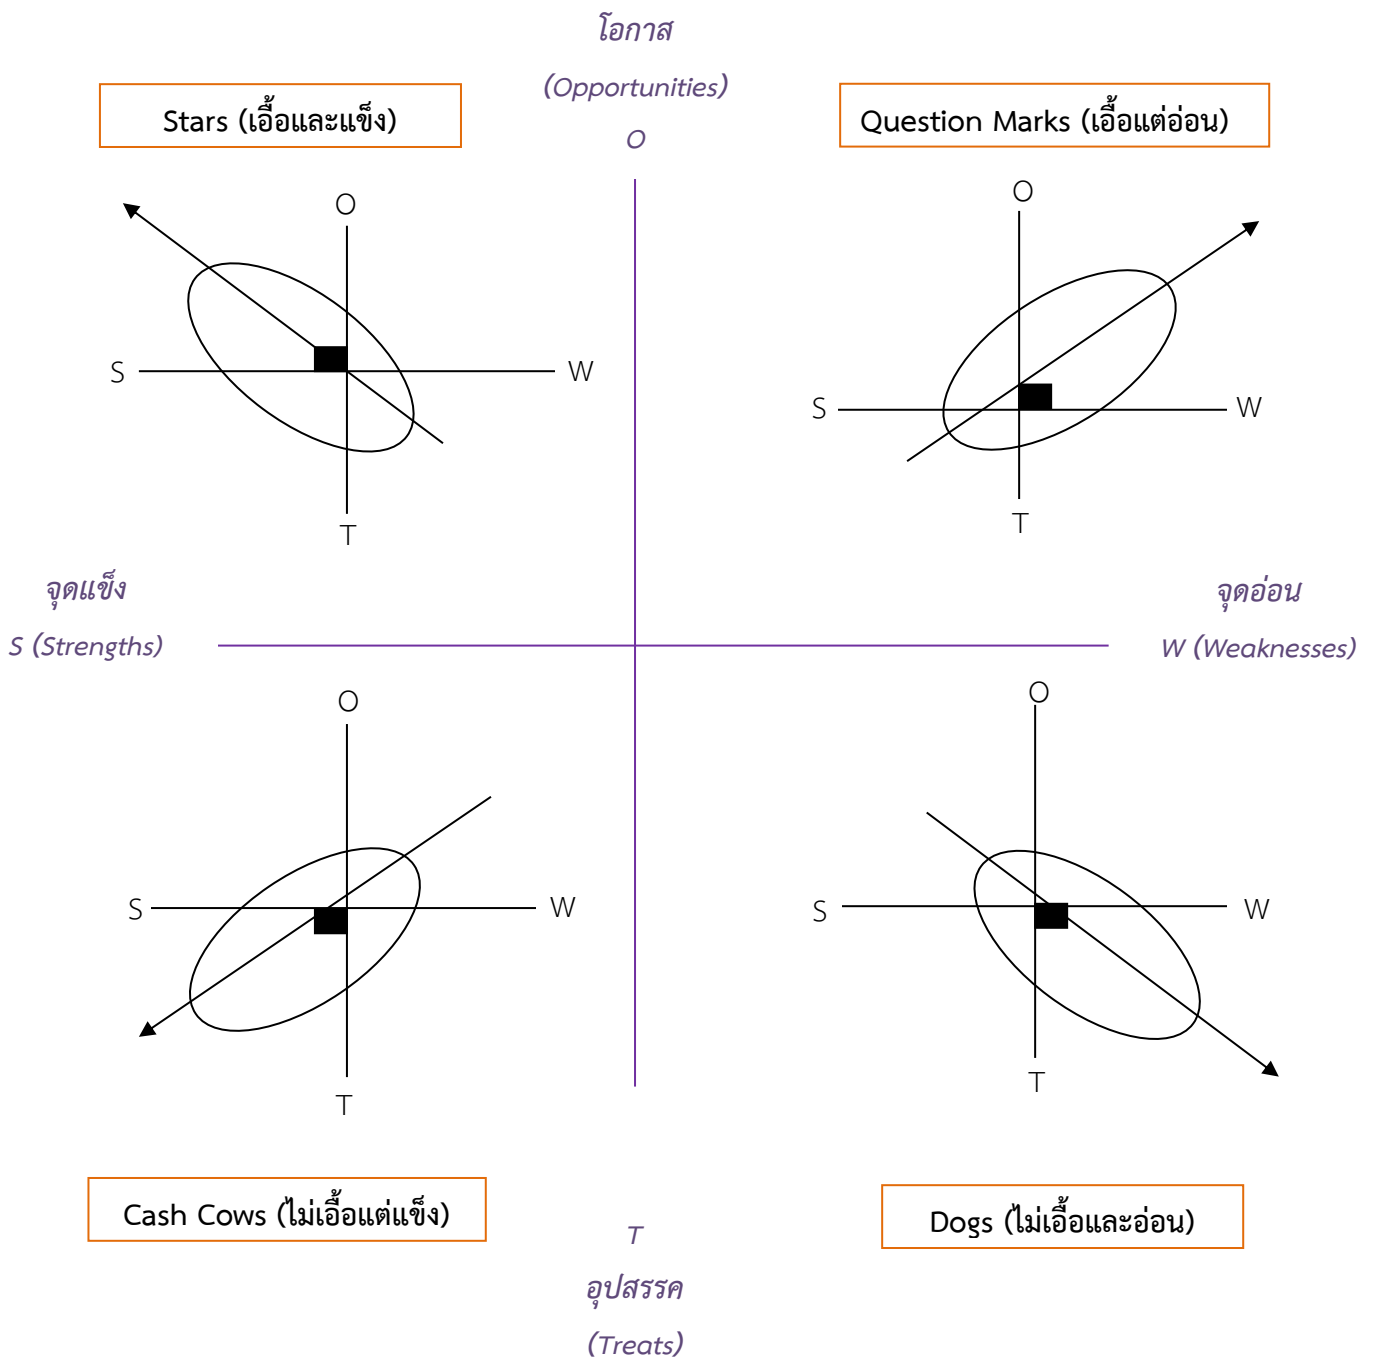 โอกาส
(Opportunities)
O
Stars (เอื้อและแข็ง)
Question Marks (เอื้อแต่อ่อน)
O
S
W
T
O
S
W
T
จุดแข็ง
S (Strengths)
จุดอ่อน
W (Weaknesses)
O
S
W
T
O
S
W
T
Cash Cows (ไม่เอื้อแต่แข็ง)
Dogs (ไม่เอื้อและอ่อน)
T
อุปสรรค
(Treats)